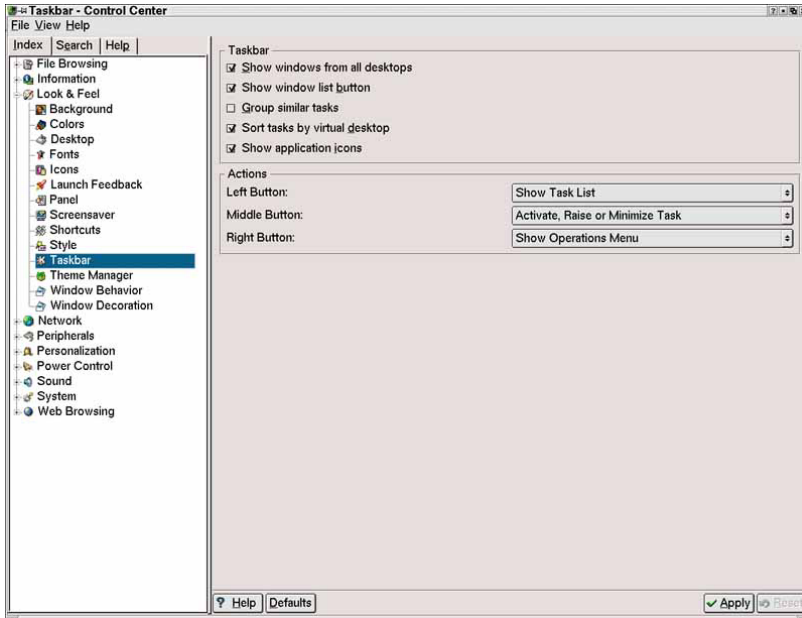 Taskbar - Control Center
File View Help
Index Search Help
File Browsing
Information
Look & Feel
Background
Colors
Desktop
Fonts
Icons
Launch Feedback
Panel
Screensaver
Shortcuts
Style
Taskbar
Theme Manager
Window Behavior
Window Decoration
Network
Peripherals
Personalization
Power Control
Sound
System
Web Browsing
Taskbar
Show windows from all desktops
Show window list button
Group similar tasks
Sort tasks by virtual desktop
Show application icons
Actions
Left Button: Show Task List
Middle Button: Activate, Raise or Minimize Task
Right Button: Show Operations Menu
? Help Defaults Apply Reset